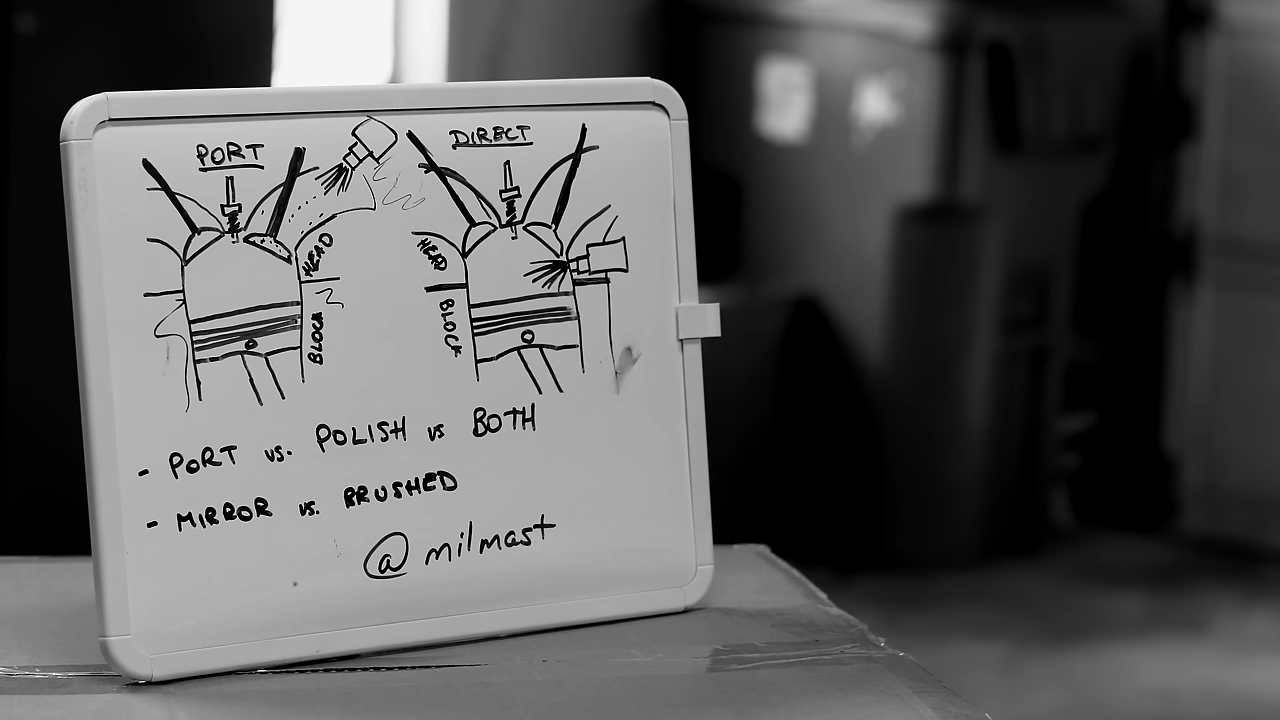 PORT
DIRECT
HEAD
BLOCK
HEAD
BLOCK
- PORT vs. POLISH vs BOTH
- MIRROR vs. BRUSHED
@milmast